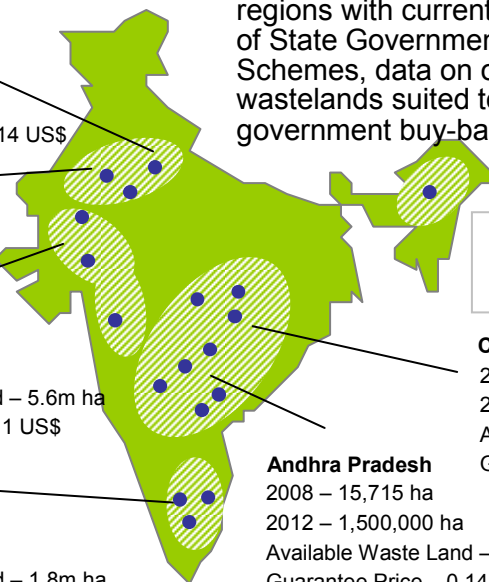 regions with current
of State Governmen
Schemes, data on
wastelands suited to
government buy-ba
14 US$
d – 5.6m ha
1 US$
2
2
A
G
Andhra Pradesh
2008 – 15,715 ha
2012 – 1,500,000 ha
Available Waste Land –
Guarantee Price – 0.14
d – 1.8m ha